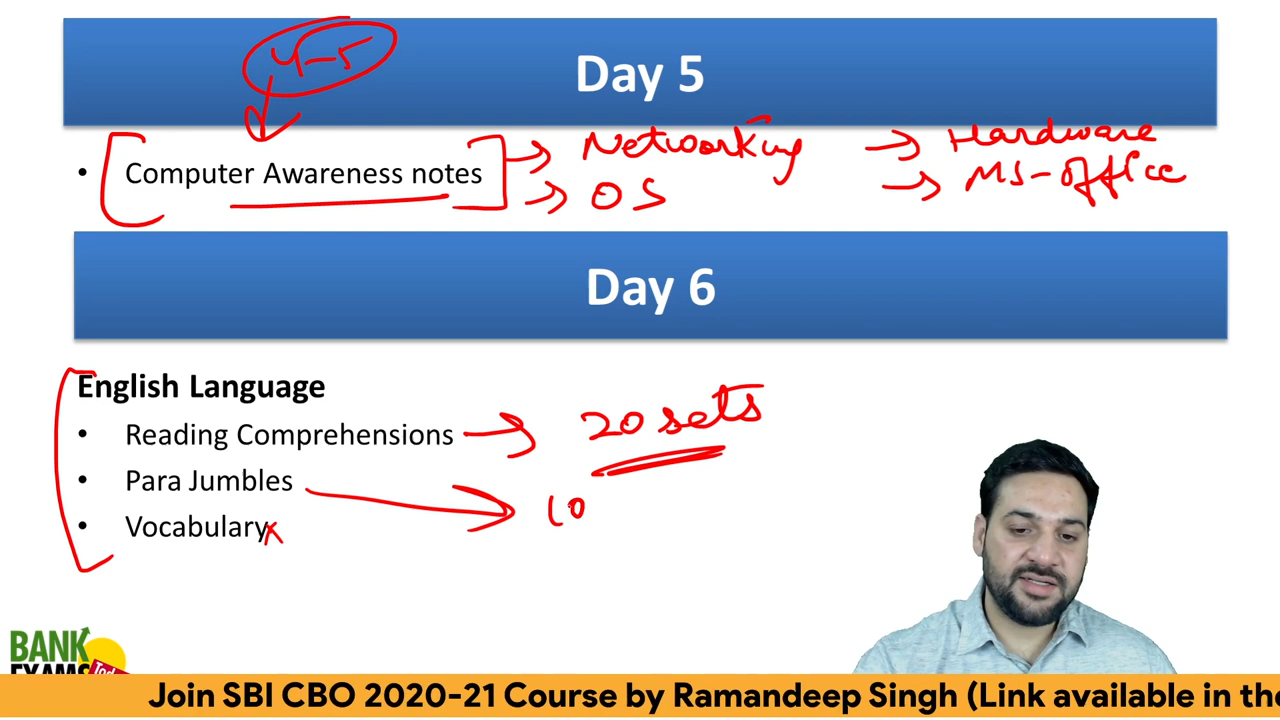 4-5
Day 5
• Computer Awareness notes
→ Networking → Hardware
→ OS → MS-office
Day 6
English Language
• Reading Comprehensions → 20 sets
• Para Jumbles → 10
• Vocabulary x
BANK
EXAMS Tod
Join SBI CBO 2020-21 Course by Ramandeep Singh (Link available in the